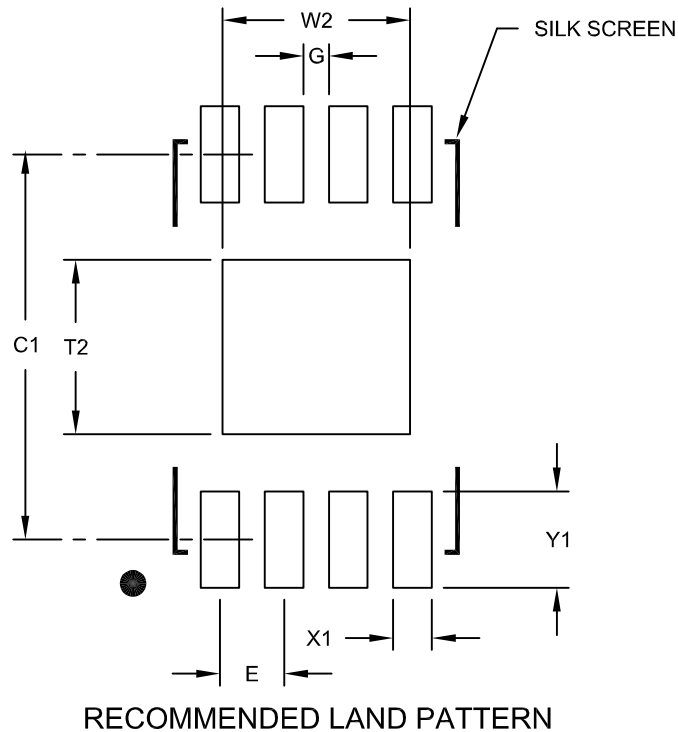 W2
SILK SCREEN
G
C1
T2
Y1
X1
E
RECOMMENDED LAND PATTERN